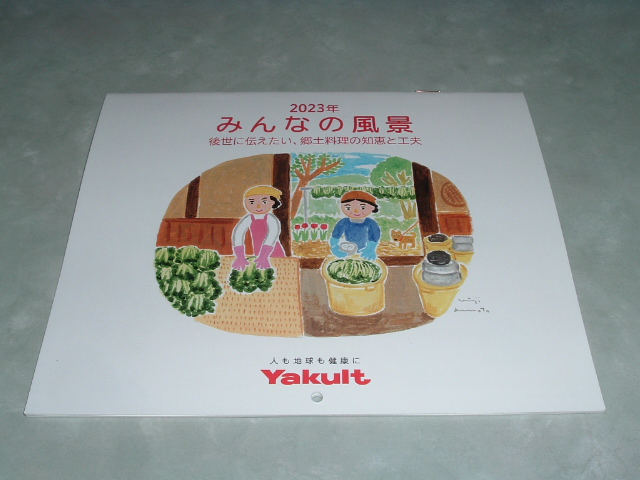 2023年
みんなの風景
後世に伝えたい、郷土料理の知恵と工夫
人も地球も健康に
Yakult